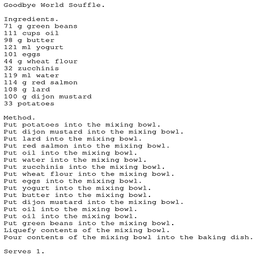 Goodbye World Souffle.
Ingredients.
71 g green beans
111 cups oil
98 g butter
121 ml yogurt
101 eggs
44 g wheat flour
32 zucchinis
119 ml water
114 g red salmon
108 g lard
100 g dijon mustard
33 potatoes
Method.
Put potatoes into the mixing bowl.
Put dijon mustard into the mixing bowl.
Put lard into the mixing bowl.
Put red salmon into the mixing bowl.
Put oil into the mixing bowl.
Put water into the mixing bowl.
Put zucchinis into the mixing bowl.
Put wheat flour into the mixing bowl.
Put eggs into the mixing bowl.
Put yogurt into the mixing bowl.
Put butter into the mixing bowl.
Put dijon mustard into the mixing bowl.
Put oil into the mixing bowl.
Put oil into the mixing bowl.
Put green beans into the mixing bowl.
Liquefy contents of the mixing bowl.
Pour contents of the mixing bowl into the baking dish.
Serves 1.